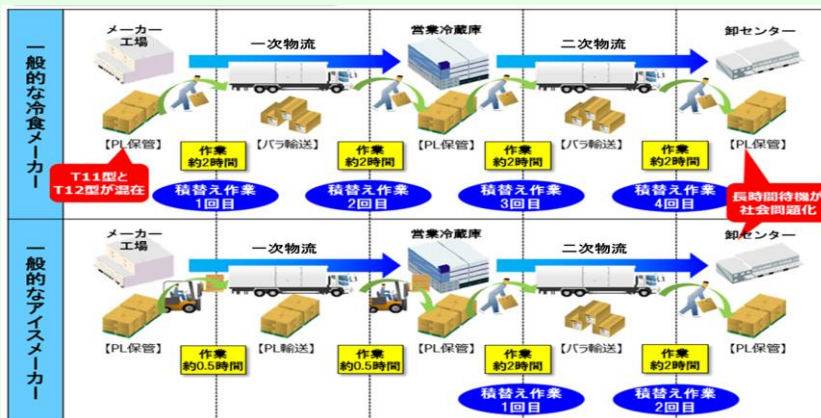 一般的な冷食メーカー
メーカー
工場
一次物流
営業冷蔵庫
二次物流
卸センター
【PL保管】
【バラ輸送】
【PL保管】
【バラ輸送】
【PL保管】
作業
約2時間
作業
約2時間
作業
約2時間
作業
約2時間
T11型と
T12型が混在
積替え作業
1回目
積替え作業
2回目
積替え作業
3回目
積替え作業
4回目
長時間待機が
社会問題化
一般的なアイスメーカー
メーカー
工場
一次物流
営業冷蔵庫
二次物流
卸センター
【PL保管】
【PL輸送】
【PL保管】
【バラ輸送】
【PL保管】
作業
約0.5時間
作業
約0.5時間
作業
約2時間
作業
約2時間
積替え作業
1回目
積替え作業
2回目